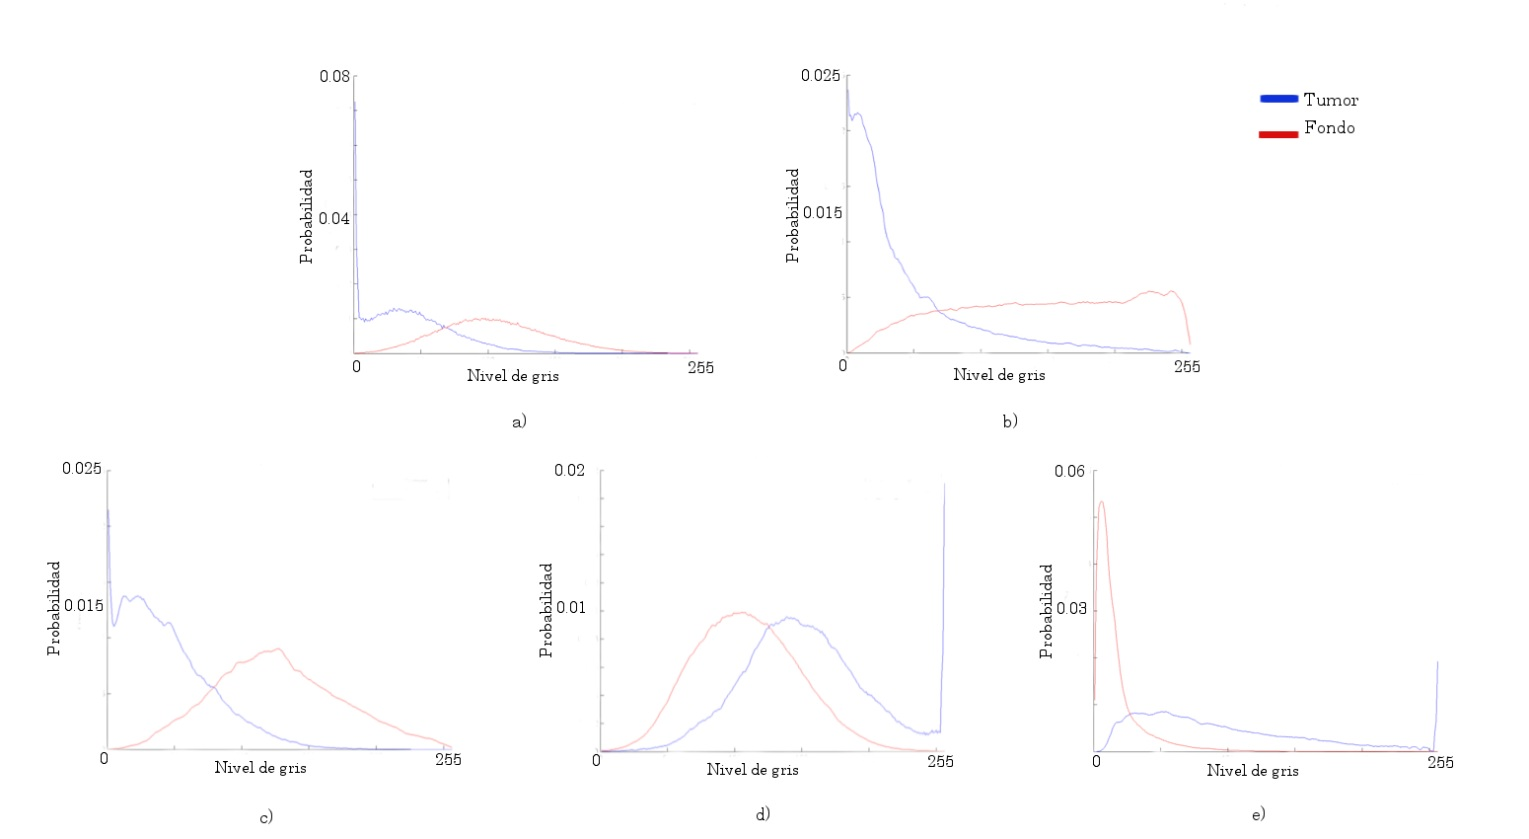 0.08
0.04
Probabilidad
0
255
Nivel de gris
a)
0.025
0.015
Probabilidad
0
255
Nivel de gris
b)
Tumor
Fondo
0.025
0.015
Probabilidad
0
255
Nivel de gris
c)
0.02
0.01
Probabilidad
0
255
Nivel de gris
d)
0.06
0.03
Probabilidad
0
255
Nivel de gris
e)